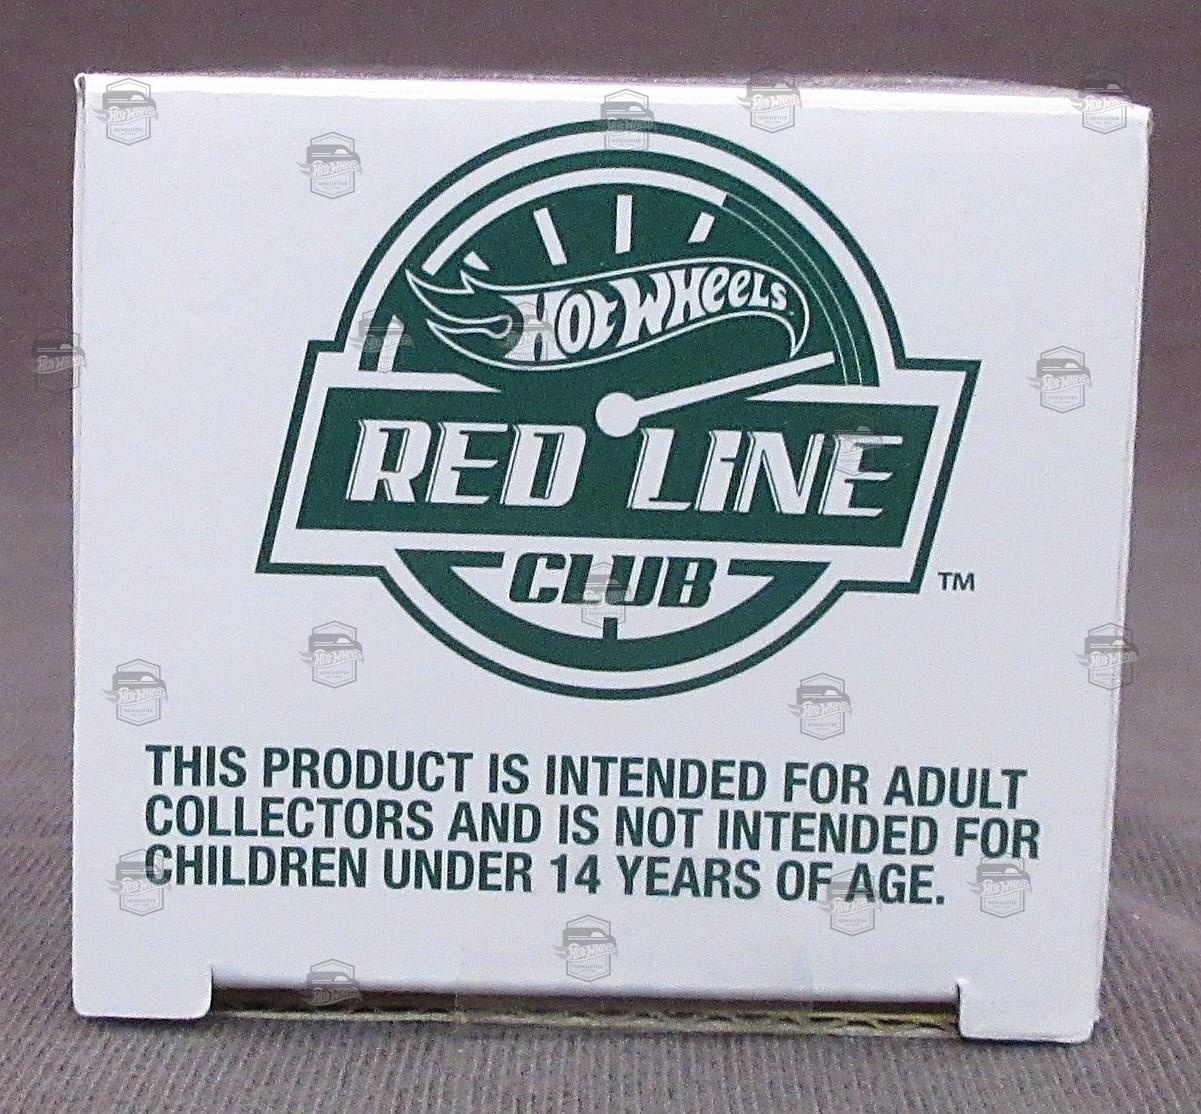 HOT WHEELS
RED LINE
CLUB
TM
THIS PRODUCT IS INTENDED FOR ADULT
COLLECTORS AND IS NOT INTENDED FOR
CHILDREN UNDER 14 YEARS OF AGE.